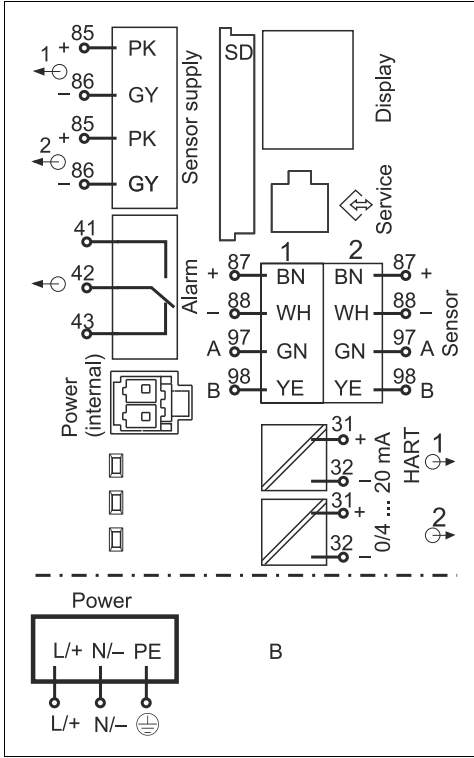 1 + 85 PK
– 86 GY
2 + 85 PK
– 86 GY
Sensor supply
SD
Display
Service
41
42
43
Alarm
1 2
+ 87 BN BN 87 +
– 88 WH WH 88 –
A 97 GN GN 97 A
B 98 YE YE 98 B
Sensor
Power
(internal)
31 +
32 –
31 +
32 –
0/4 ... 20 mA
HART
1
2
Power
L/+ N/– PE
L/+ N/–
B